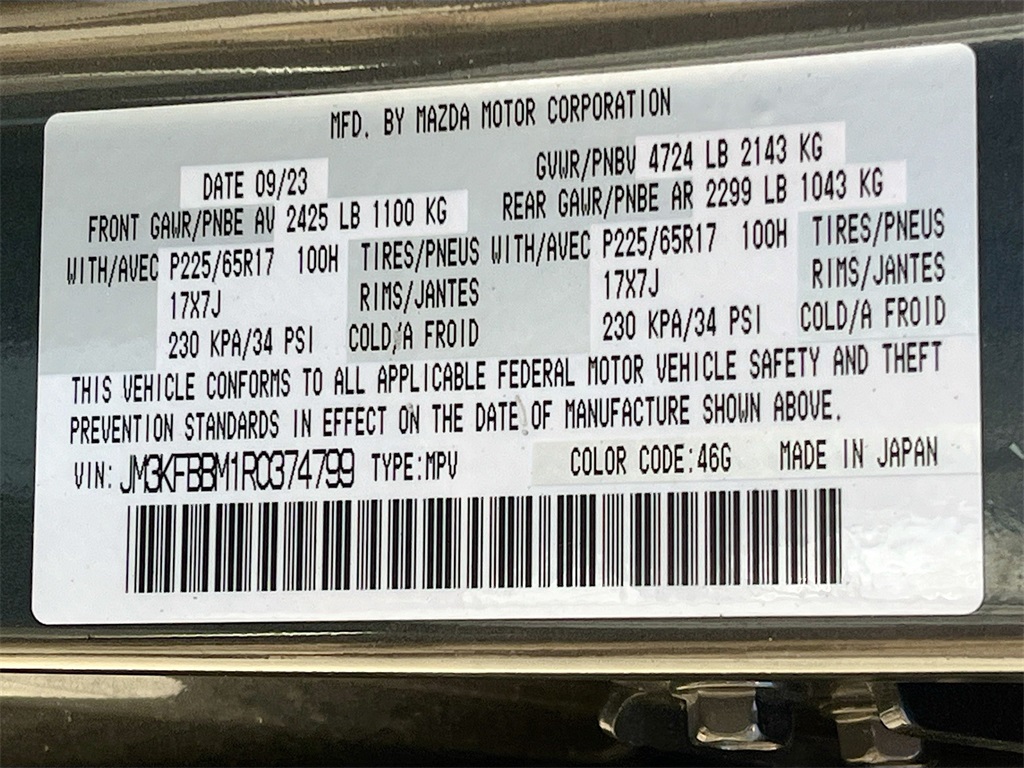 MFD. BY MAZDA MOTOR CORPORATION
DATE 09/23
GVWR/PNBV 4724 LB 2143 KG
FRONT GAWR/PNBE AV 2425 LB 1100 KG
REAR GAWR/PNBE AR 2299 LB 1043 KG
WITH/AVEC P225/65R17 100H TIRES/PNEUS
17X7J RIMS/JANTES
230 KPA/34 PSI COLD/A FROID
WITH/AVEC P225/65R17 100H TIRES/PNEUS
17X7J RIMS/JANTES
230 KPA/34 PSI COLD/A FROID
THIS VEHICLE CONFORMS TO ALL APPLICABLE FEDERAL MOTOR VEHICLE SAFETY AND THEFT
PREVENTION STANDARDS IN EFFECT ON THE DATE OF MANUFACTURE SHOWN ABOVE.
VIN: JM3KFBBM1R0374799 TYPE:MPV COLOR CODE:46G MADE IN JAPAN